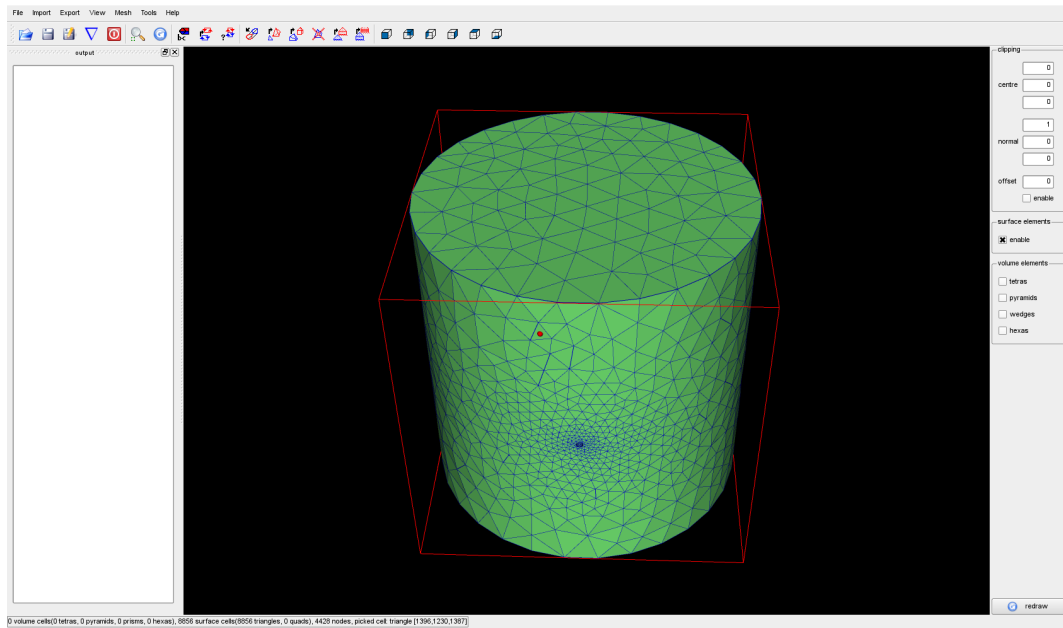 File Import Export View Mesh Tools Help
b<
?
output
clipping
0
centre 0
0
1
normal 0
0
offset 0
enable
surface elements
enable
volume elements
tetras
pyramids
wedges
hexas
redraw
0 volume cells(0 tetras, 0 pyramids, 0 prisms, 0 hexas), 8856 surface cells(8856 triangles, 0 quads), 4428 nodes, picked cell: triangle [1396,1230,1387]